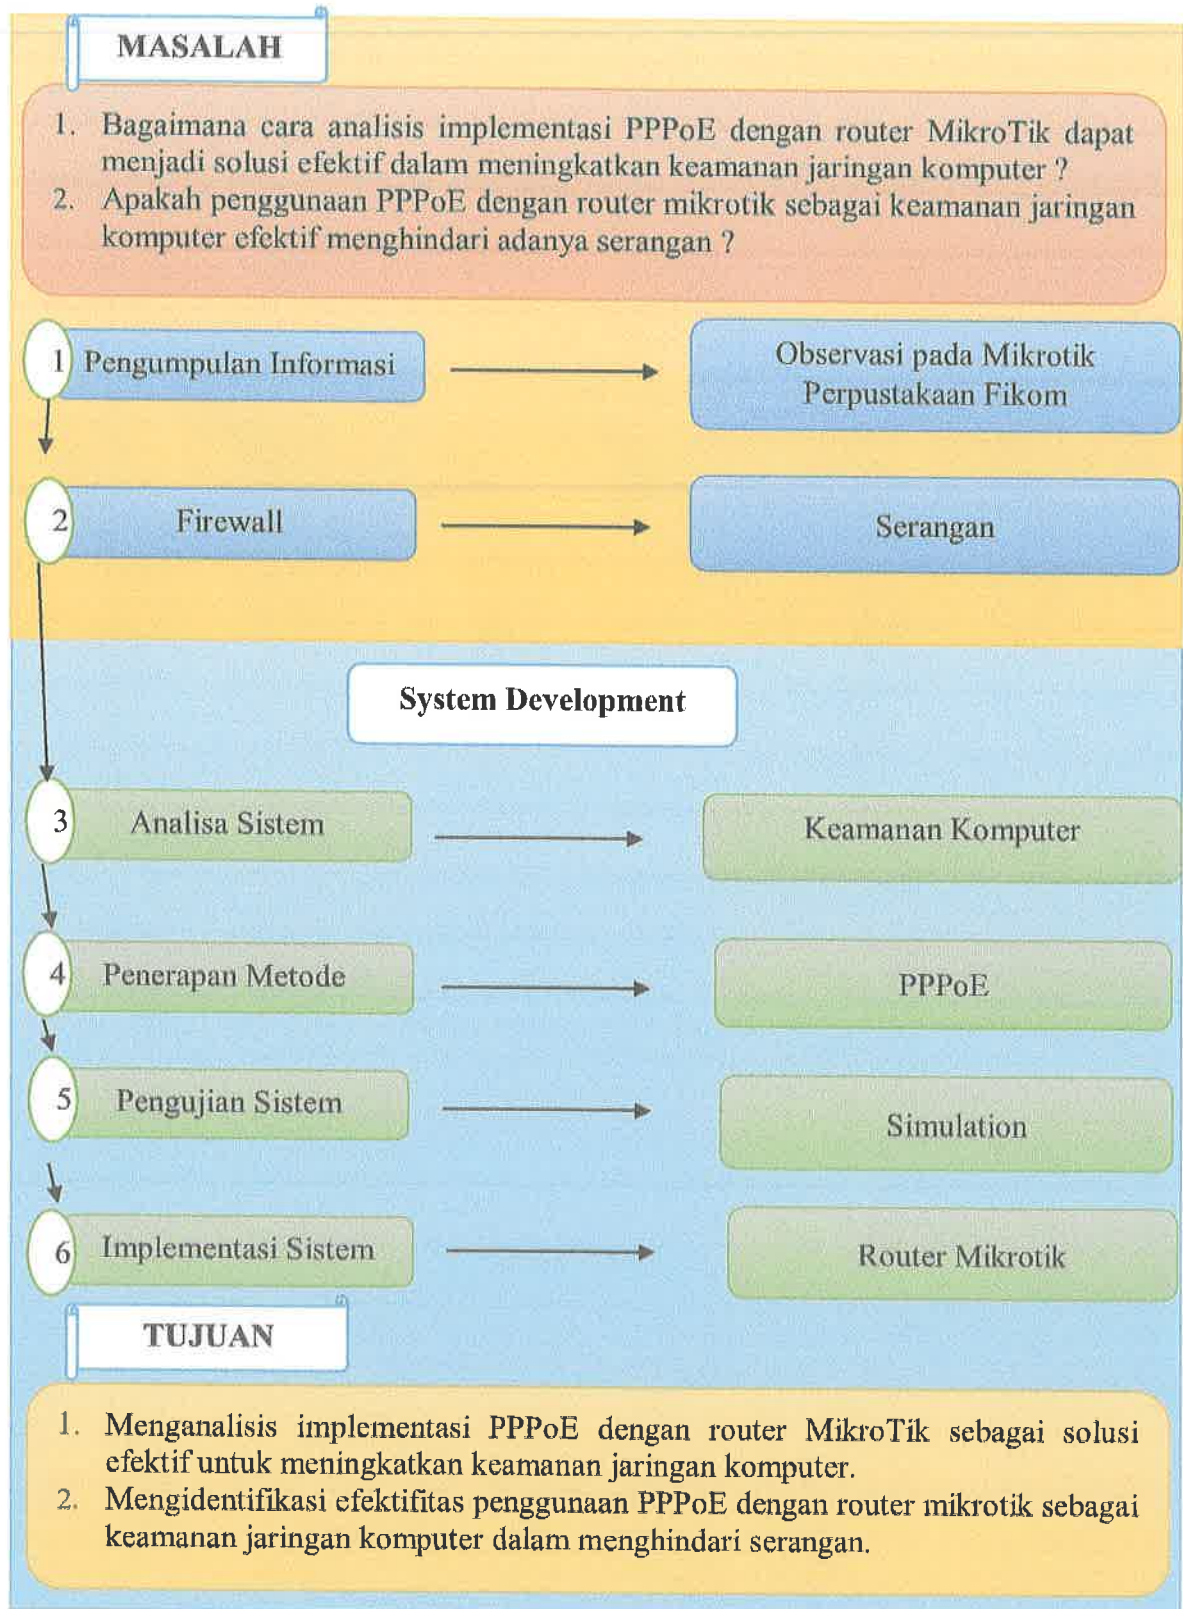 MASALAH
1. Bagaimana cara analisis implementasi PPPoE dengan router MikroTik dapat
menjadi solusi efektif dalam meningkatkan keamanan jaringan komputer ?
2. Apakah penggunaan PPPoE dengan router mikrotik sebagai keamanan jaringan
komputer efektif menghindari adanya serangan ?
1 Pengumpulan Informasi
Observasi pada Mikrotik
Perpustakaan Fikom
2 Firewall
Serangan
System Development
3 Analisa Sistem
Keamanan Komputer
4 Penerapan Metode
PPPoE
5 Pengujian Sistem
Simulation
6 Implementasi Sistem
Router Mikrotik
TUJUAN
1. Menganalisis implementasi PPPoE dengan router MikroTik sebagai solusi
efektif untuk meningkatkan keamanan jaringan komputer.
2. Mengidentifikasi efektifitas penggunaan PPPoE dengan router mikrotik sebagai
keamanan jaringan komputer dalam menghindari serangan.